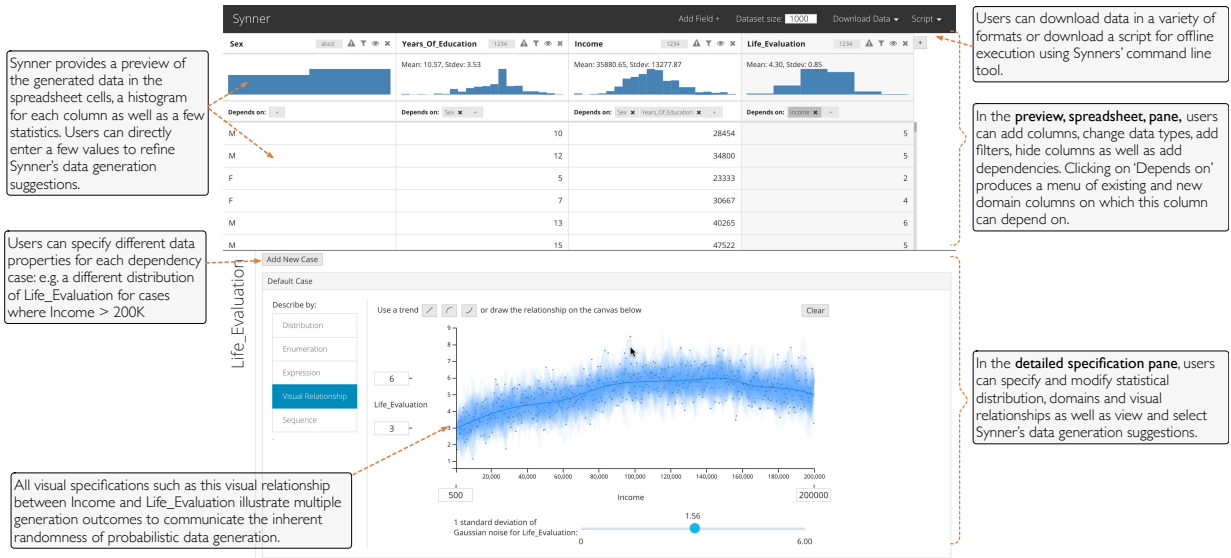 Synner
Add Field + Dataset size: 1000 Download Data Script
Sex abcd Years_Of_Education 1234 Income 1234 Life_Evaluation 1234 +
Mean: 10.57, Stdev: 3.53 Mean: 35880.65, Stdev: 13277.87 Mean: 4.30, Stdev: 0.85
Depends on: + Depends on: Sex × + Depends on: Sex × Years_Of_Education × + Depends on: Income × +
M 10 28454 5
M 12 34800 5
F 5 23333 2
F 7 30667 4
M 13 40265 6
M 15 47522 5
Synner provides a preview of
the generated data in the
spreadsheet cells, a histogram
for each column as well as a few
statistics. Users can directly
enter a few values to refine
Synner's data generation
suggestions.
Users can download data in a variety of
formats or download a script for offline
execution using Synners' command line
tool.
In the preview, spreadsheet, pane, users
can add columns, change data types, add
filters, hide columns as well as add
dependencies. Clicking on 'Depends on'
produces a menu of existing and new
domain columns on which this column
can depend on.
Users can specify different data
properties for each dependency
case: e.g. a different distribution
of Life_Evaluation for cases
where Income > 200K
Life_Evaluation
Add New Case
Default Case
Describe by:
Distribution
Enumeration
Expression
Visual Relationship
Sequence
Use a trend or draw the relationship on the canvas below Clear
9
8
7
6
5
4
3
2
1
6
Life_Evaluation
3
20,000 40,000 60,000 80,000 100,000 120,000 140,000 160,000 180,000 200,000
500 Income 200000
1 standard deviation of
Gaussian noise for Life_Evaluation:
1.56
0 6.00
In the detailed specification pane, users
can specify and modify statistical
distribution, domains and visual
relationships as well as view and select
Synner's data generation suggestions.
All visual specifications such as this visual relationship
between Income and Life_Evaluation illustrate multiple
generation outcomes to communicate the inherent
randomness of probabilistic data generation.